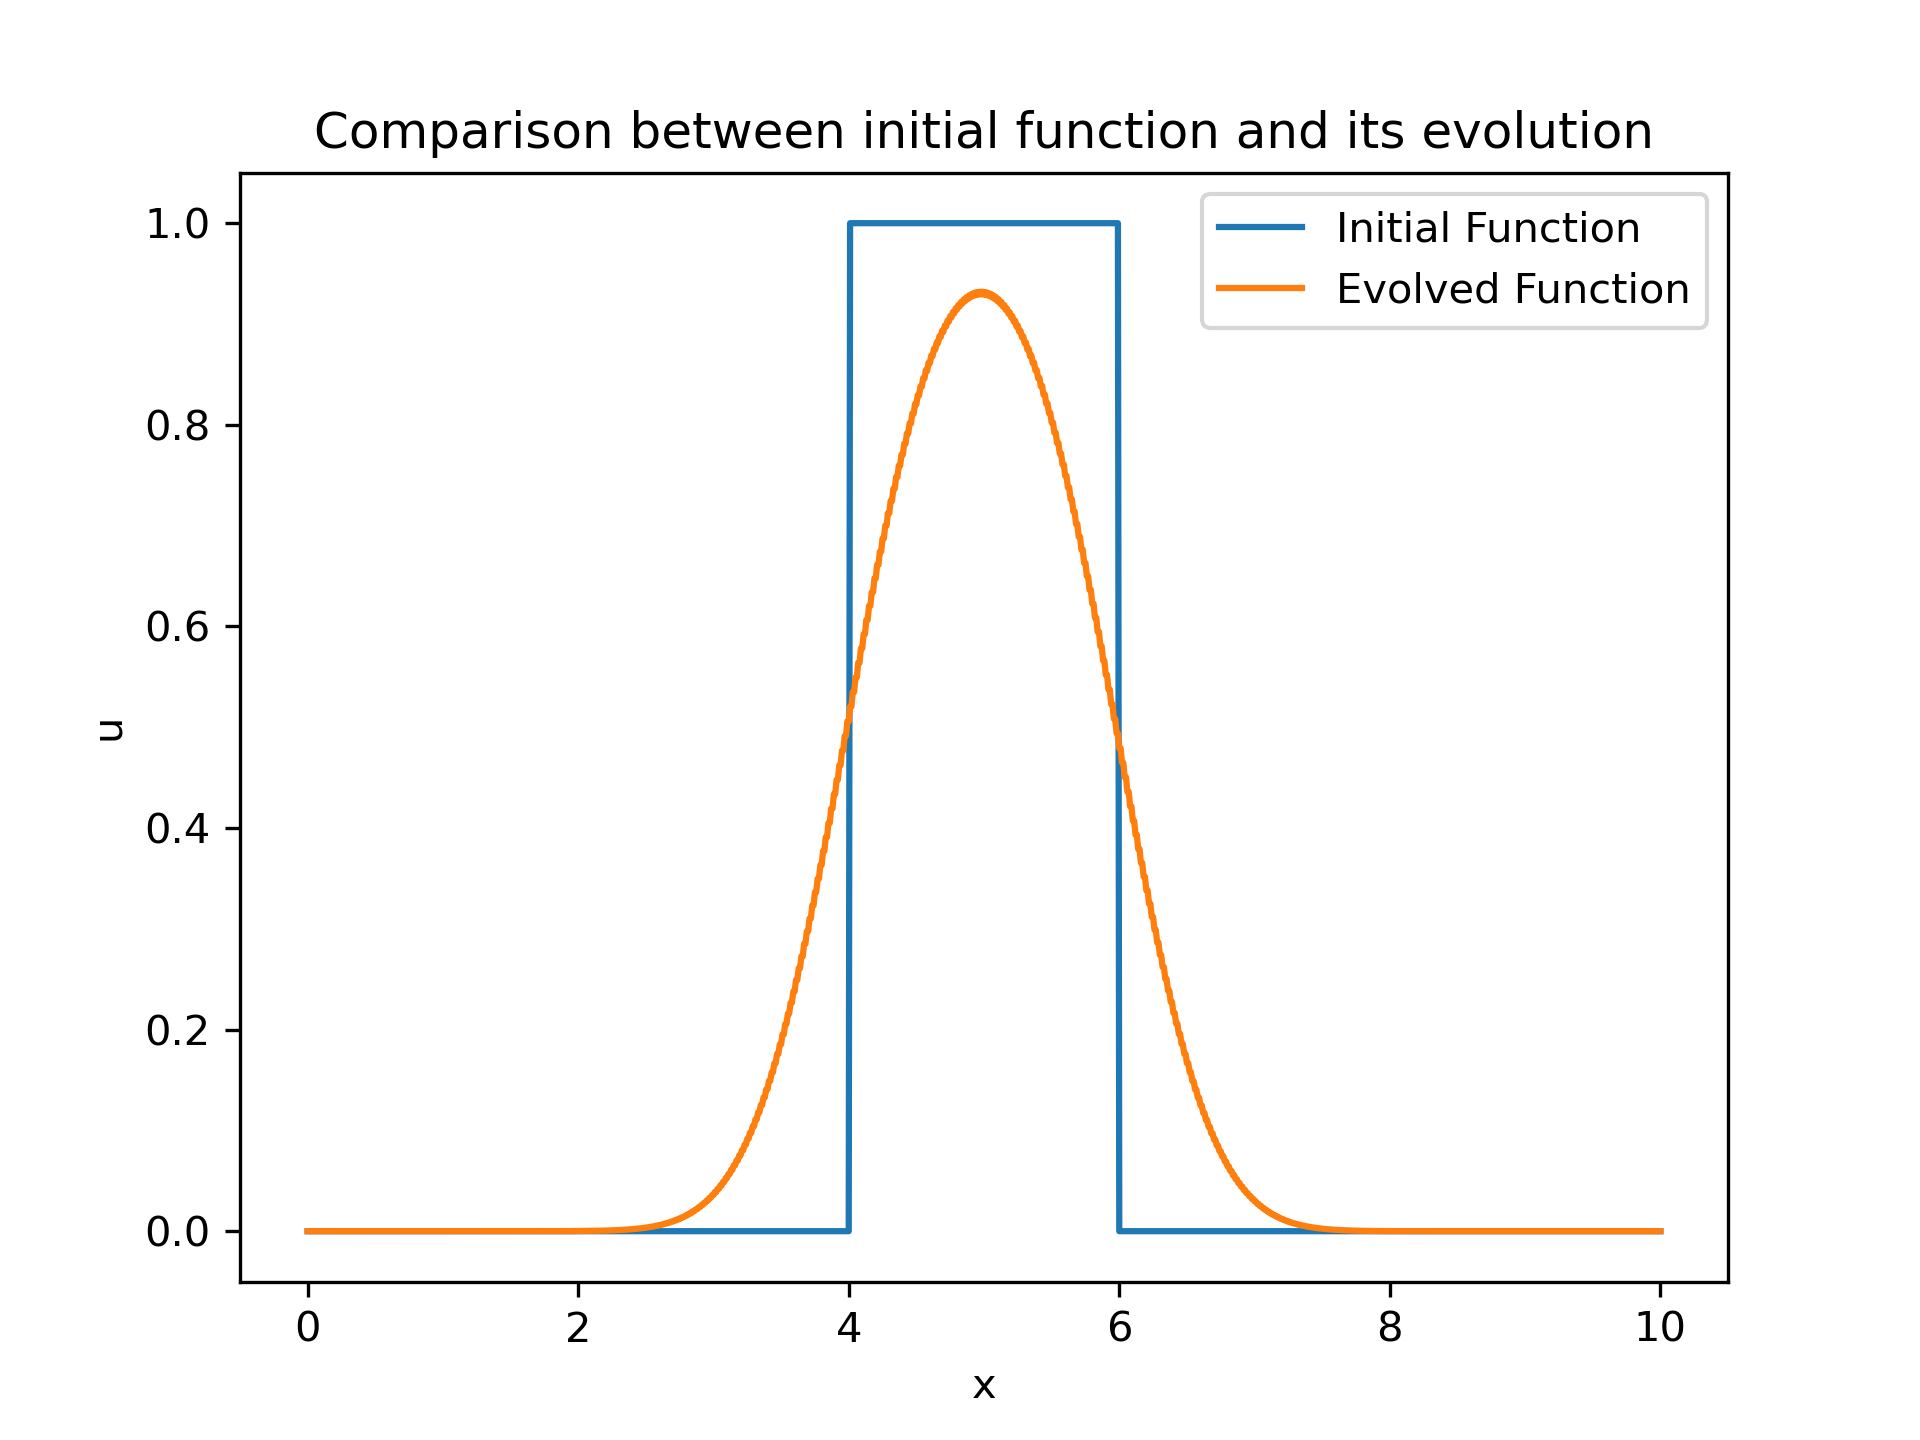 Comparison between initial function and its evolution
Initial Function
Evolved Function
1.0
0.8
0.6
0.4
0.2
0.0
u
0 2 4 6 8 10
x